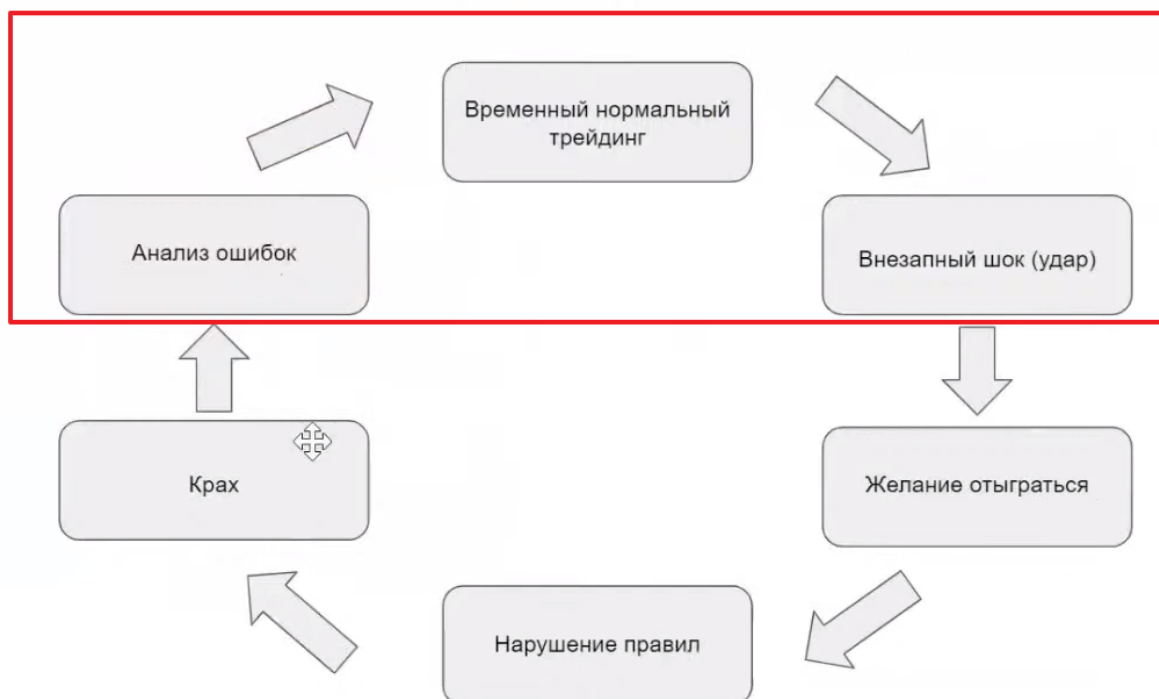 Временный нормальный
трейдинг
Анализ ошибок
Внезапный шок (удар)
Крах
Желание отыграться
Нарушение правил